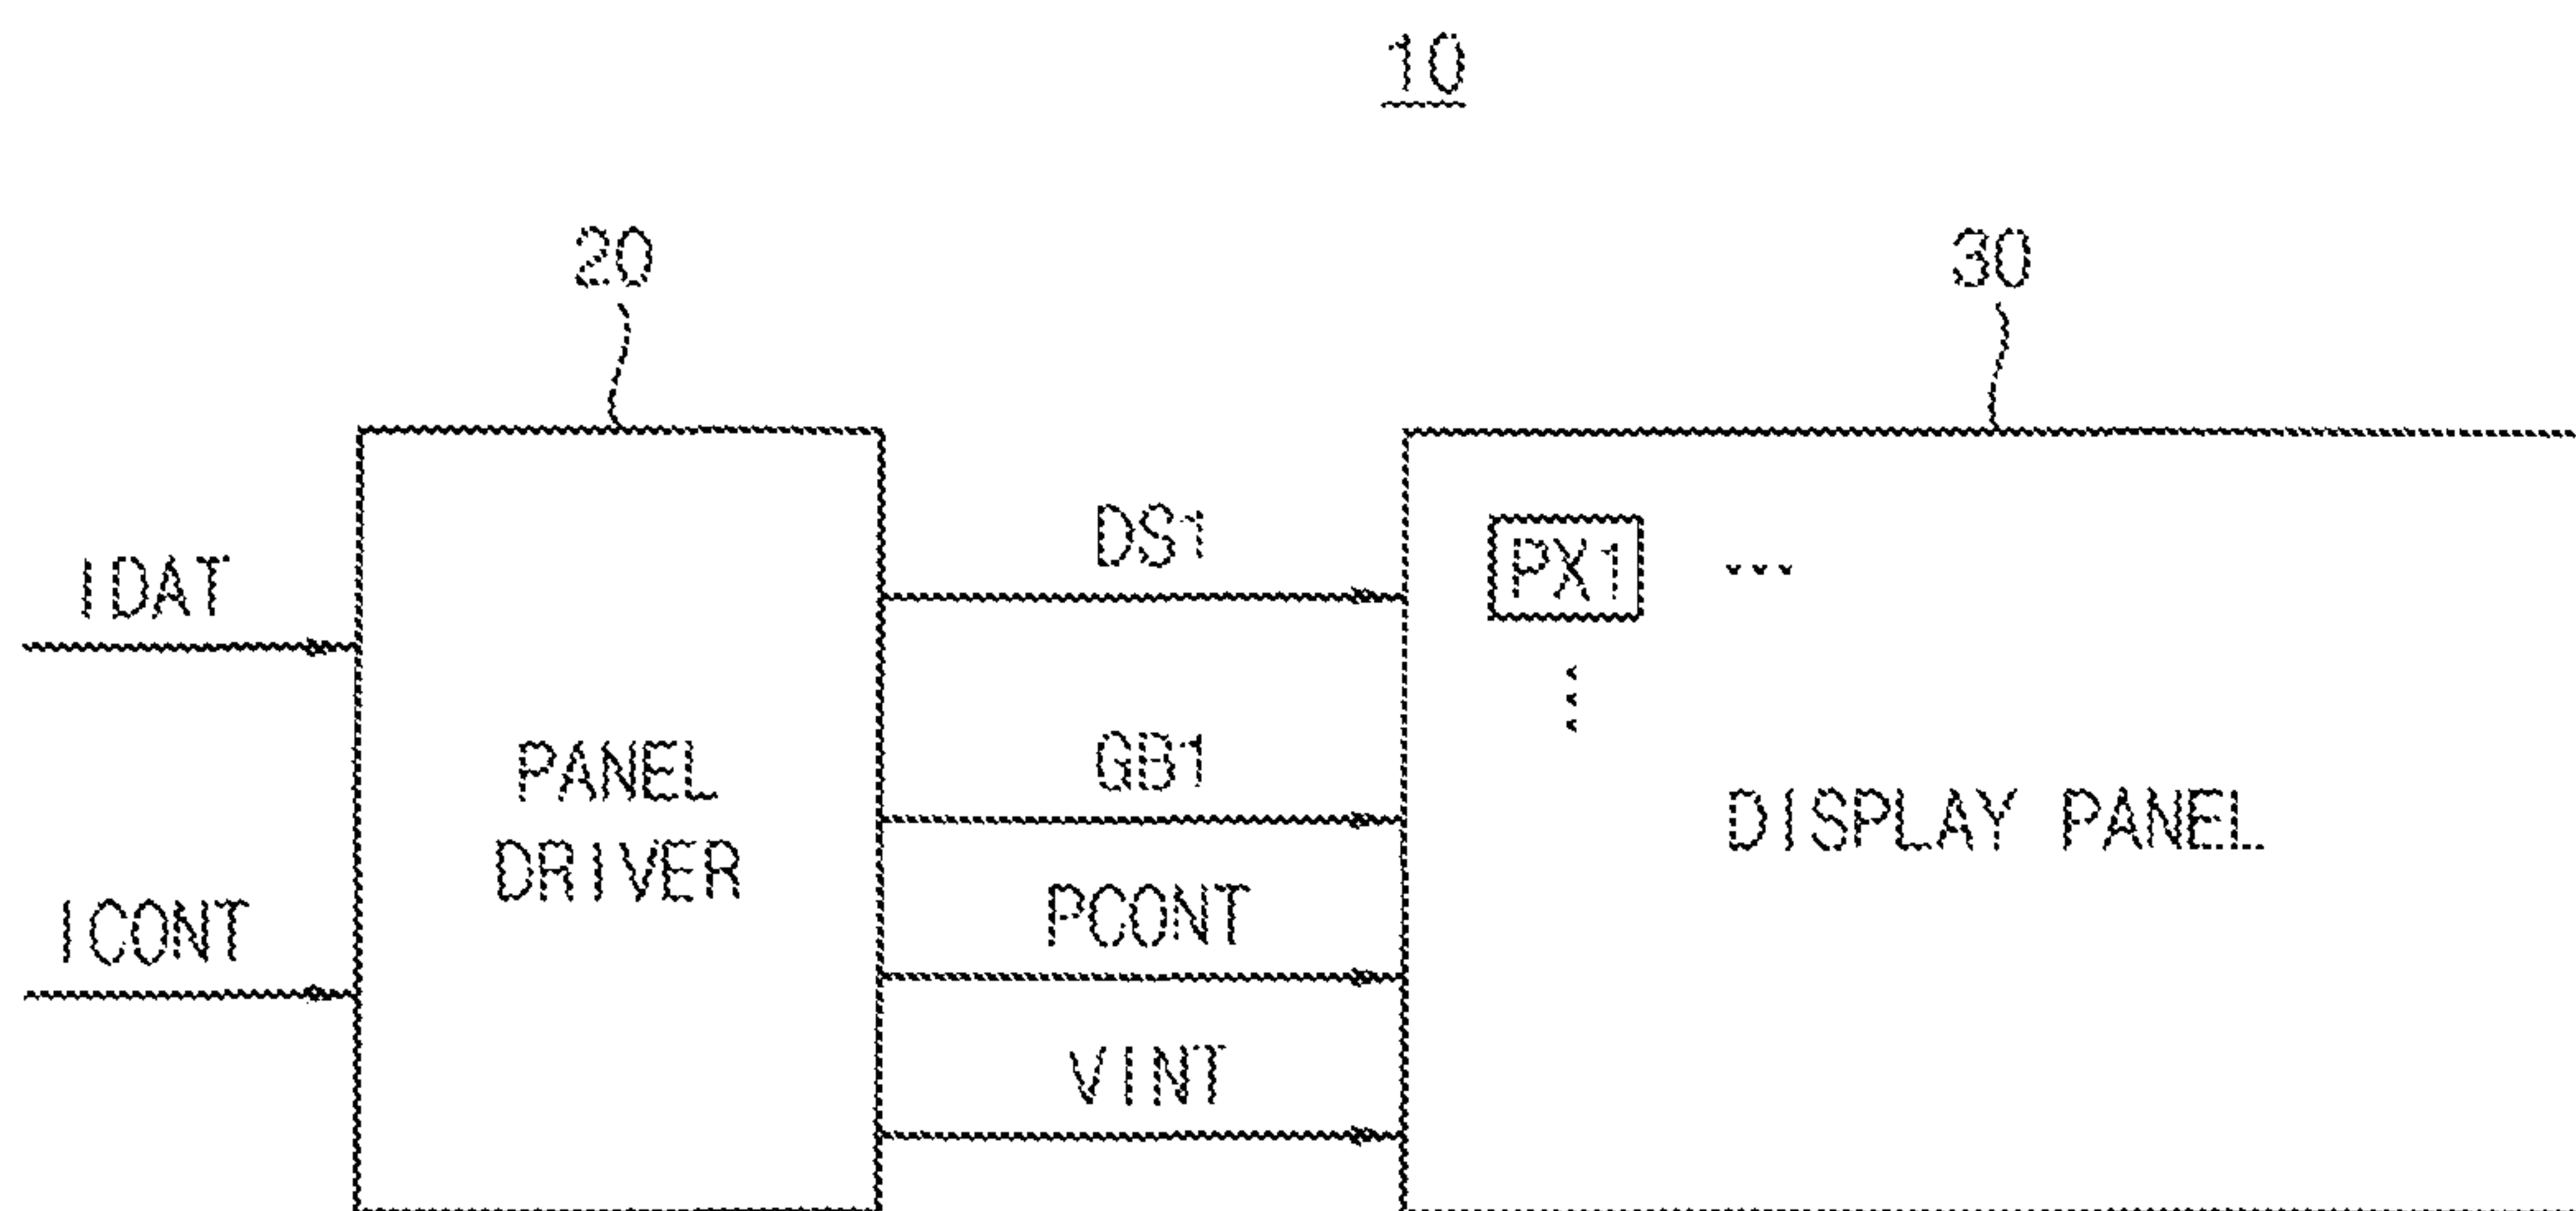 10
20
30
IDAT
ICONT
PANEL
DRIVER
DS1
GB1
PCONT
VINT
PX1 ...
DISPLAY PANEL